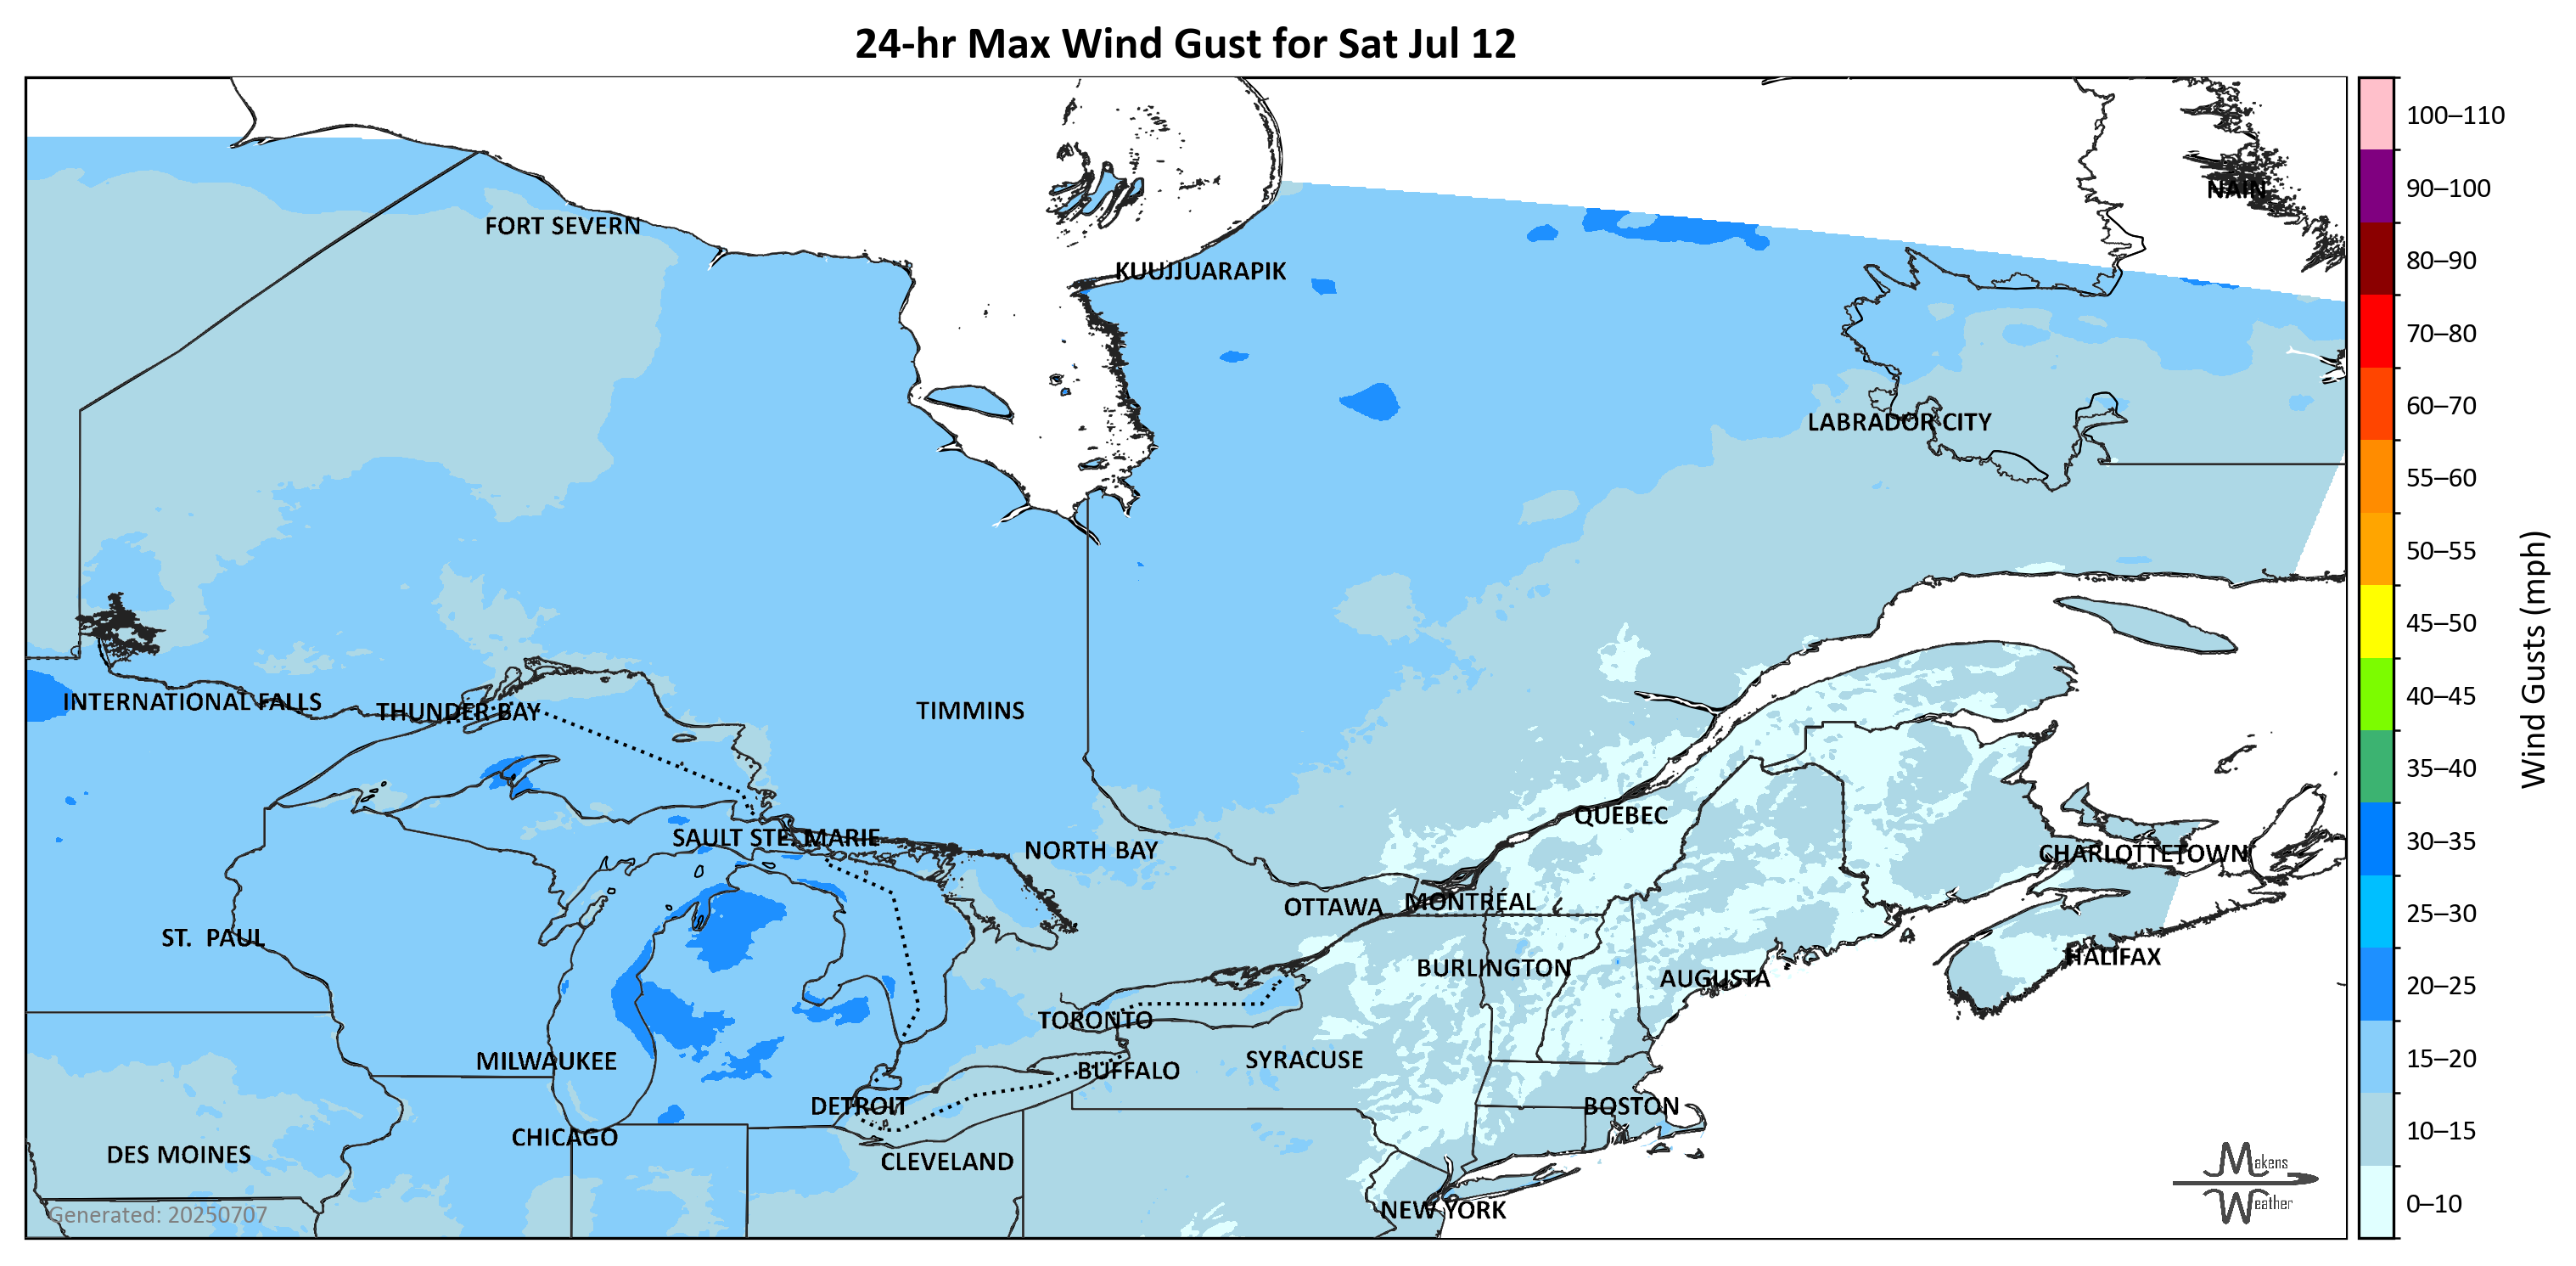 24-hr Max Wind Gust for Sat Jul 12
100–110
90–100
NAIN
FORT SEVERN
80–90
KUUJJUARAPIK
70–80
60–70
LABRADOR CITY
55–60
50–55
45–50
Wind Gusts (mph)
40–45
INTERNATIONAL FALLS
THUNDER BAY
TIMMINS
35–40
QUEBEC
SAULT STE. MARIE
30–35
NORTH BAY
CHARLOTTETOWN
MONTRÉAL
OTTAWA
25–30
ST. PAUL
HALIFAX
BURLINGTON
AUGUSTA
20–25
TORONTO
MILWAUKEE
SYRACUSE
15–20
BUFFALO
DETROIT
BOSTON
10–15
CHICAGO
DES MOINES
CLEVELAND
Makens
Weather
0–10
NEW YORK
Generated: 20250707